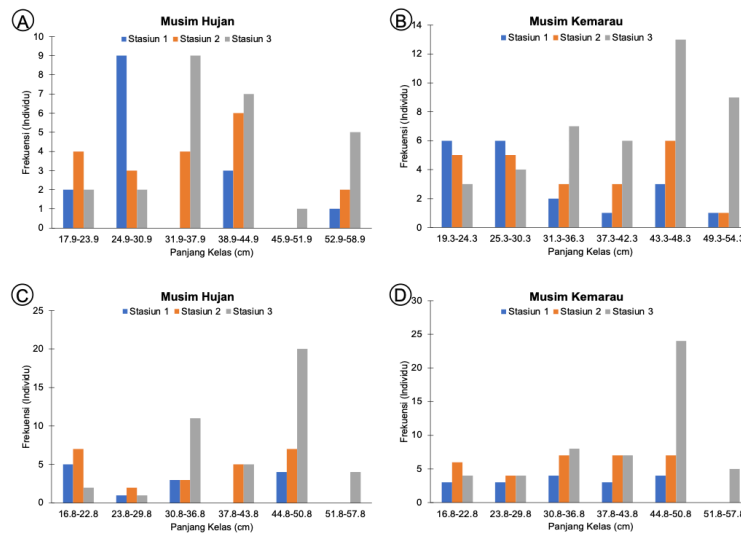 A
Musim Hujan
Stasiun 1 Stasiun 2 Stasiun 3
Frekuensi (Individu)
10
9
8
7
6
5
4
3
2
1
0
17.9-23.9 24.9-30.9 31.9-37.9 38.9-44.9 45.9-51.9 52.9-58.9
Panjang Kelas (cm)
B
Musim Kemarau
Stasiun 1 Stasiun 2 Stasiun 3
Frekuensi (Individu)
14
12
10
8
6
4
2
0
19.3-24.3 25.3-30.3 31.3-36.3 37.3-42.3 43.3-48.3 49.3-54.3
Panjang Kelas (cm)
C
Musim Hujan
Stasiun 1 Stasiun 2 Stasiun 3
Frekuensi (Individu)
25
20
15
10
5
0
16.8-22.8 23.8-29.8 30.8-36.8 37.8-43.8 44.8-50.8 51.8-57.8
Panjang Kelas (cm)
D
Musim Kemarau
Stasiun 1 Stasiun 2 Stasiun 3
Frekuensi (Individu)
30
25
20
15
10
5
0
16.8-22.8 23.8-29.8 30.8-36.8 37.8-43.8 44.8-50.8 51.8-57.8
Panjang Kelas (cm)